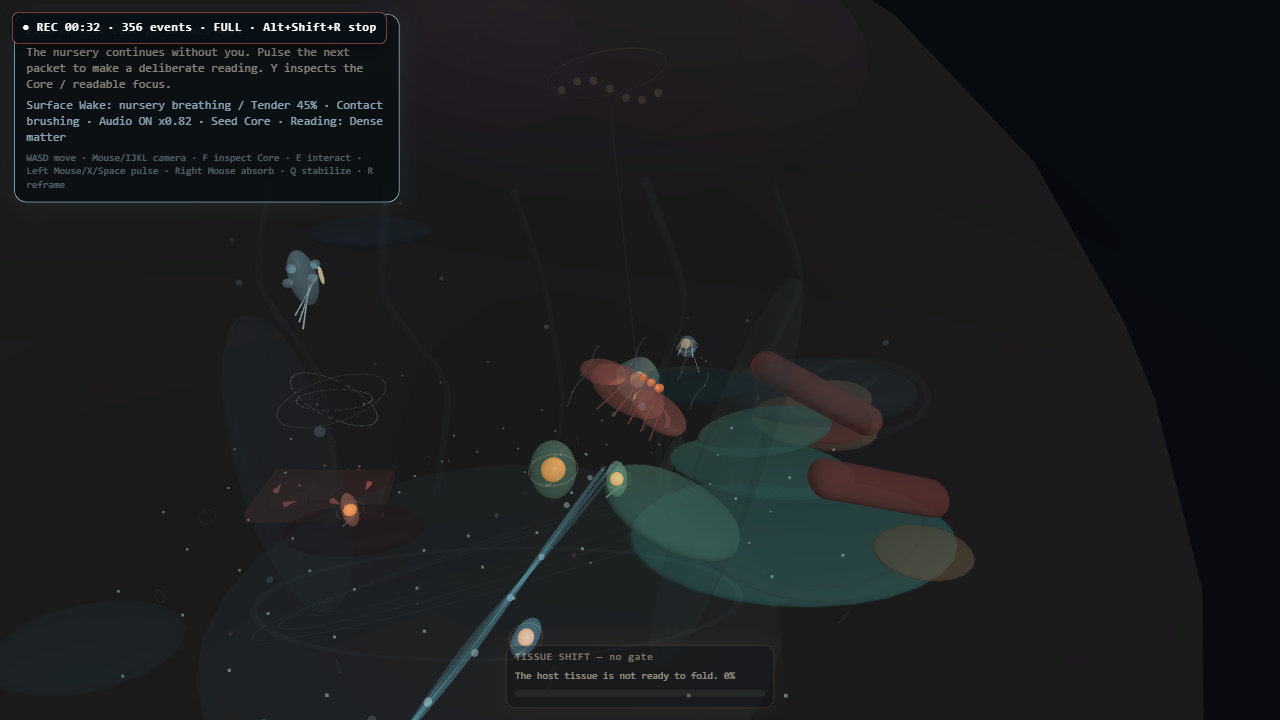 ● REC 00:32 · 356 events · FULL · Alt+Shift+R stop
The nursery continues without you. Pulse the next
packet to make a deliberate reading. Y inspects the
Core / readable focus.
Surface Wake: nursery breathing / Tender 45% · Contact
brushing · Audio ON x0.82 · Seed Core · Reading: Dense
matter
WASD move · Mouse/IJKL camera · F inspect Core · E interact ·
Left Mouse/X/Space pulse · Right Mouse absorb · Q stabilize · R
reframe
TISSUE SHIFT — no gate
The host tissue is not ready to fold. 0%